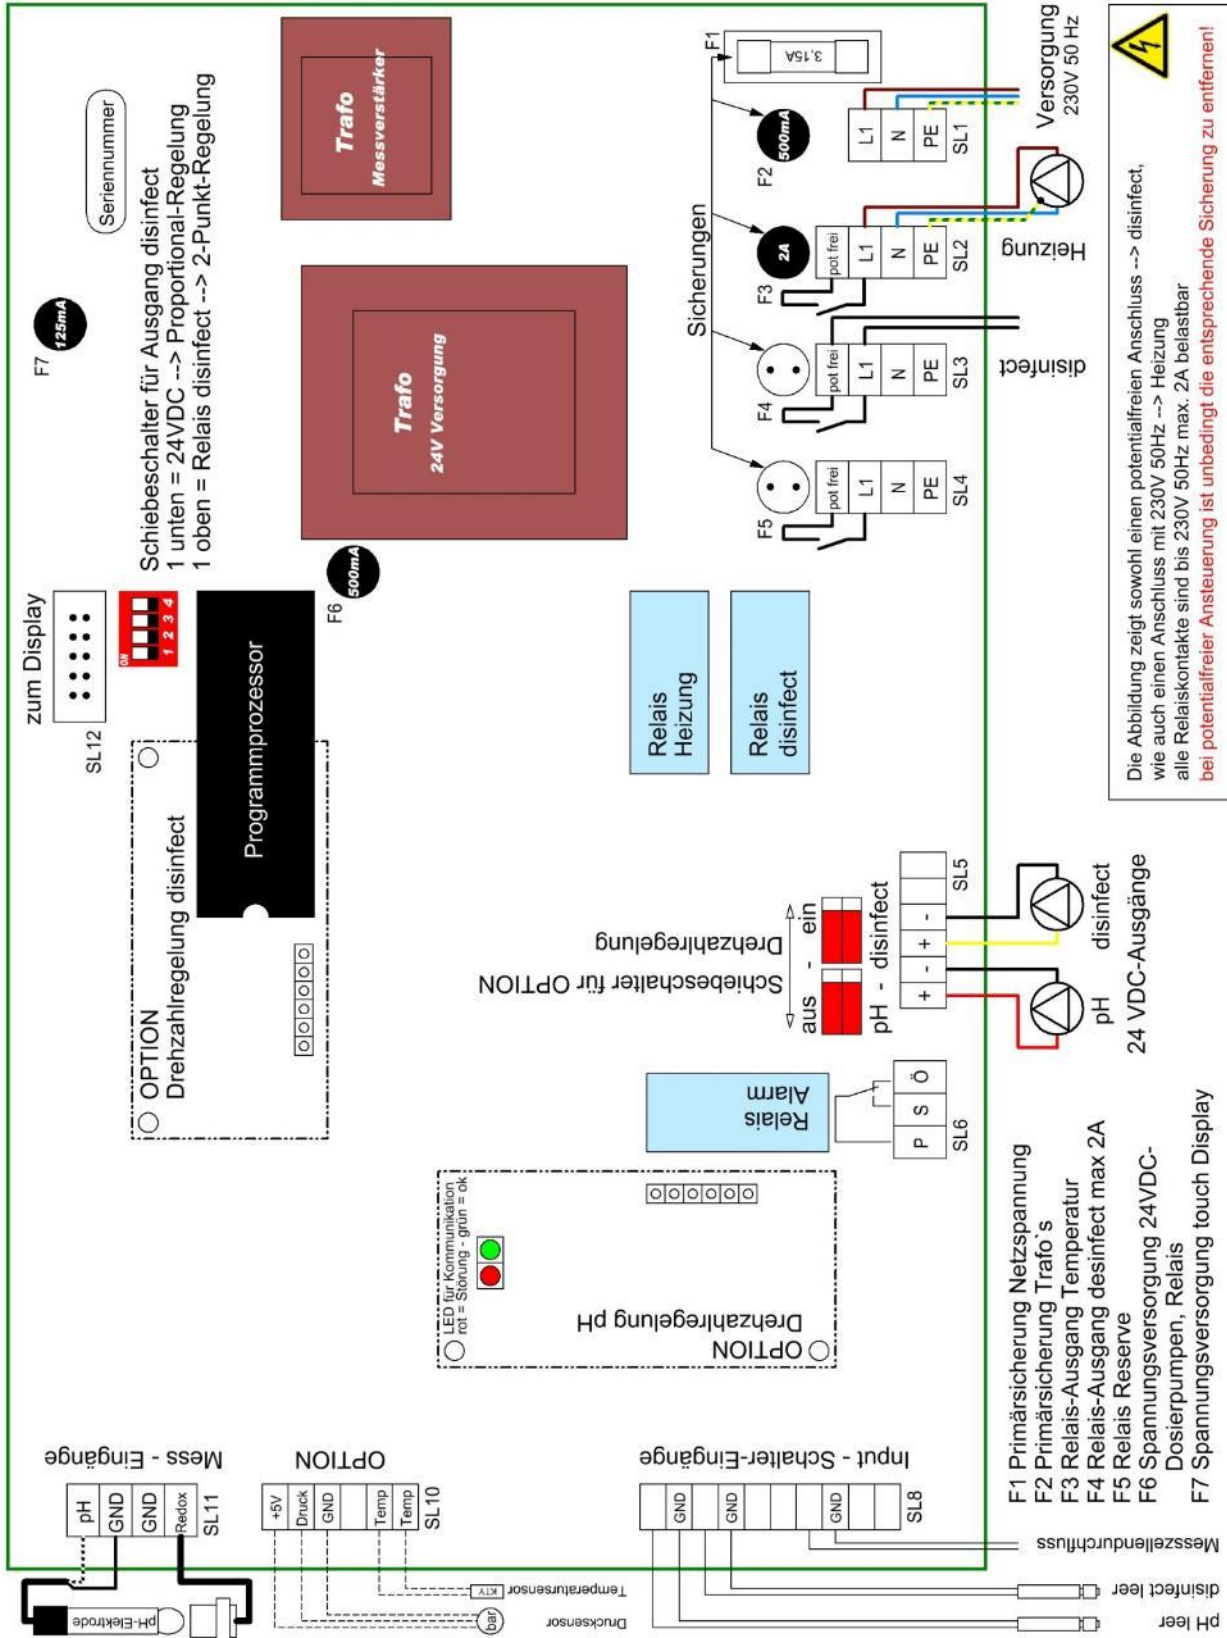 zum Display
SL12
ON
1 2 3 4
F7
125mA
Seriennummer
Schiebeschalter für Ausgang disinfect
1 unten = 24VDC --> Proportional-Regelung
1 oben = Relais disinfect --> 2-Punkt-Regelung
OPTION
Drehzahlregelung disinfect
Programmprozessor
F6
500mA
Trafo
24V Versorgung
Trafo
Messverstärker
Mess - Eingänge
pH
GND
GND
Redox
SL11
pH-Elektrode
OPTION
+5V
Druck
GND
Temp
Temp
SL10
KTY
Temperatursensor
bar
Drucksensor
LED für Kommunikation
rot = Störung - grün = ok
OPTION
Drehzahlregelung pH
Relais
Alarm
P
S
Ö
SL6
Schiebeschalter für OPTION
Drehzahlregelung
aus - ein
pH - disinfect
+
-
+
-
SL5
pH
disinfect
24 VDC-Ausgänge
Relais
Heizung
Relais
disinfect
Sicherungen
F5
pot frei
L1
N
PE
SL4
F4
pot frei
L1
N
PE
SL3
disinfect
F3
2A
pot frei
L1
N
PE
SL2
Heizung
F2
500mA
L1
N
PE
SL1
F1
3,15A
Versorgung
230V 50 Hz
Input - Schalter-Eingänge
GND
GND
GND
SL8
Messzellendurchfluss
disinfect leer
pH leer
F1 Primärsicherung Netzspannung
F2 Primärsicherung Trafo`s
F3 Relais-Ausgang Temperatur
F4 Relais-Ausgang desinfect max 2A
F5 Relais Reserve
F6 Spannungsversorgung 24VDC-
Dosierpumpen, Relais
F7 Spannungsversorgung touch Display
Die Abbildung zeigt sowohl einen potentialfreien Anschluss --> disinfect,
wie auch einen Anschluss mit 230V 50Hz --> Heizung
alle Relaiskontakte sind bis 230V 50Hz max. 2A belastbar
bei potentialfreier Ansteuerung ist unbedingt die entsprechende Sicherung zu entfernen!